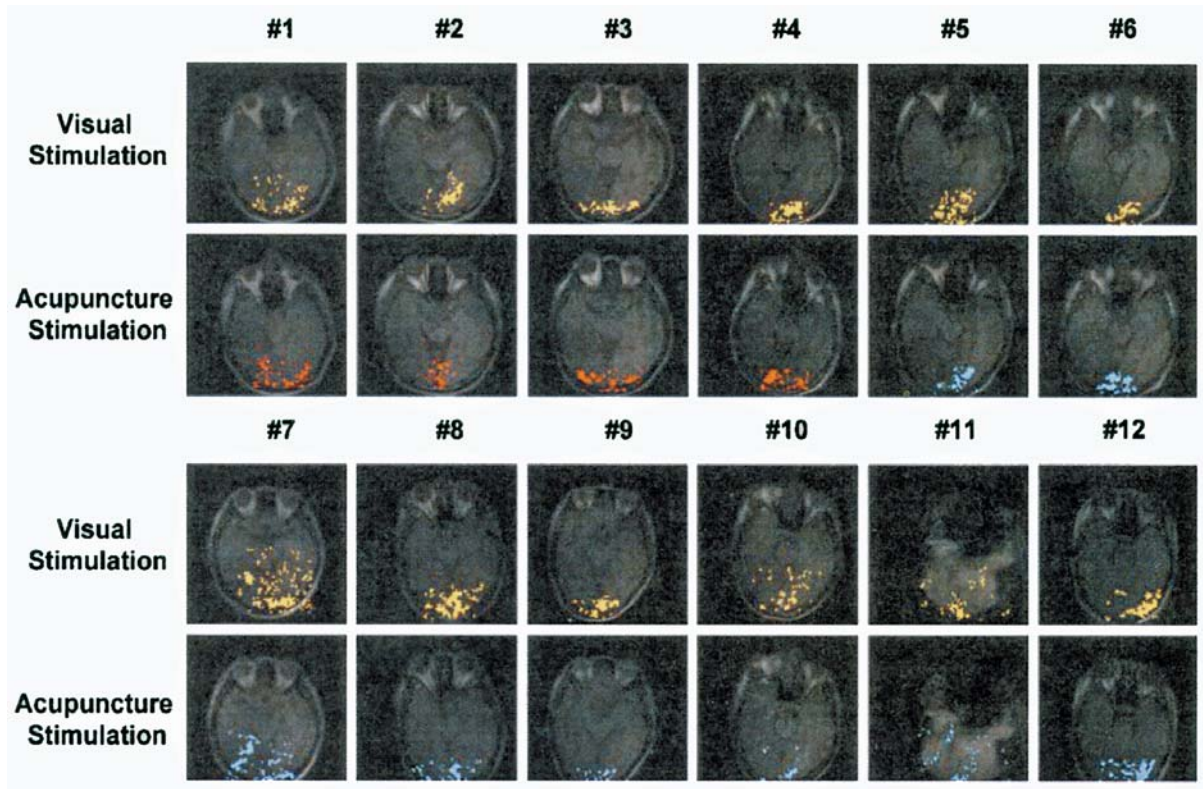 #1 #2 #3 #4 #5 #6
Visual
Stimulation
Acupuncture
Stimulation
#7 #8 #9 #10 #11 #12
Visual
Stimulation
Acupuncture
Stimulation